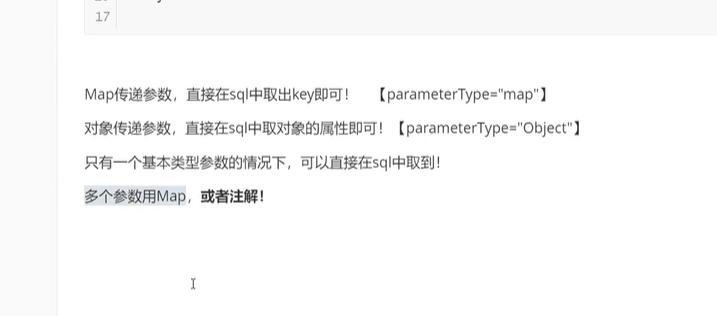 17
Map传递参数，直接在sql中取出key即可！ 【parameterType="map"】
对象传递参数，直接在sql中取对象的属性即可！【parameterType="Object"】
只有一个基本类型参数的情况下，可以直接在sql中取到！
多个参数用Map，或者注解！